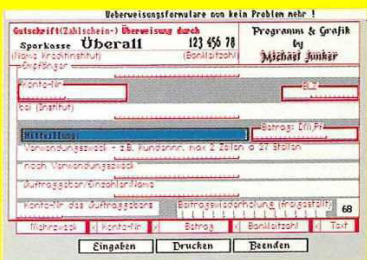 Ueberweisungsformulare nun kein Problem mehr !
Gutschrift(Zahlschein-) Überweisung durch
Sparkasse Überall 123 456 78
(Name Kreditinstitut) (Bankleitzahl)
Programm & Grafik
by
Michael Junker
Empfänger
Konto-Nr
BLZ
bei (Institut)
Mitteilung:
Betrag: DM,Pf
Verwendungszweck - z.B. Kundennr. max 2 Zeilen a 27 Stellen
noch Verwendungszweck
Auftraggeber/Einzahler:Name
Konto-Nr des Auftraggebers
Betragswiederholung (freigestellt)
68
Mehrzweck Konto-Nr Betrag Bankleitzahl Text
Eingaben Drucken Beenden